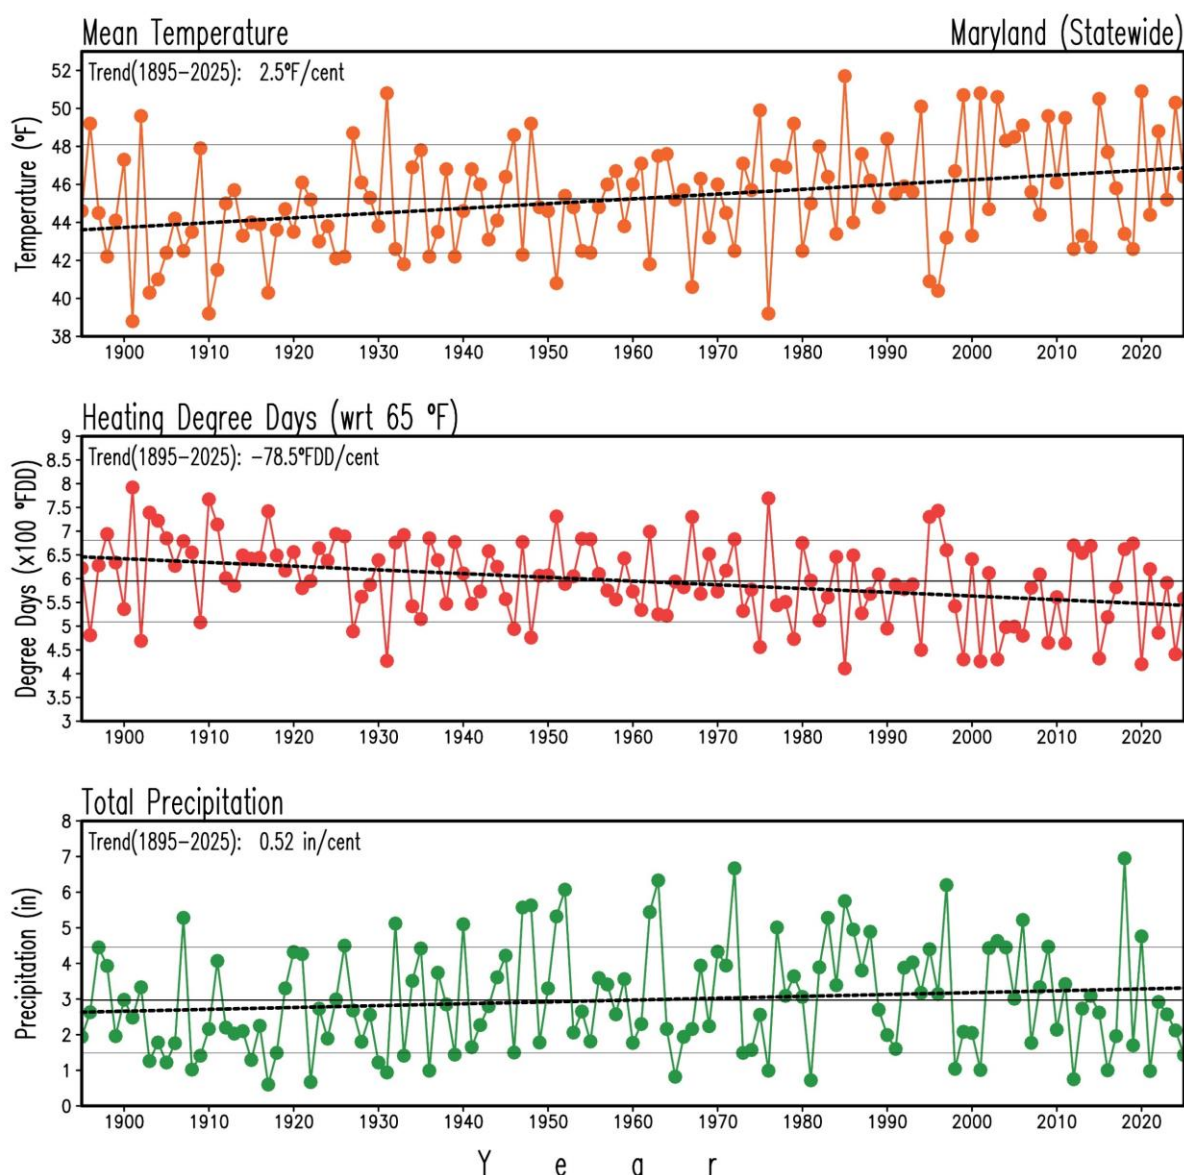 Mean Temperature Maryland (Statewide)
Trend(1895−2025): 2.5ºF/cent
Temperature (ºF)
52
50
48
46
44
42
40
38
1900 1910 1920 1930 1940 1950 1960 1970 1980 1990 2000 2010 2020
Heating Degree Days (wrt 65 ºF)
Trend(1895−2025): −78.5ºFDD/cent
Degree Days (x100 ºFDD)
9
8.5
8
7.5
7
6.5
6
5.5
5
4.5
4
3.5
3
1900 1910 1920 1930 1940 1950 1960 1970 1980 1990 2000 2010 2020
Total Precipitation
Trend(1895−2025): 0.52 in/cent
Precipitation (in)
8
7
6
5
4
3
2
1
0
1900 1910 1920 1930 1940 1950 1960 1970 1980 1990 2000 2010 2020
Y e a r